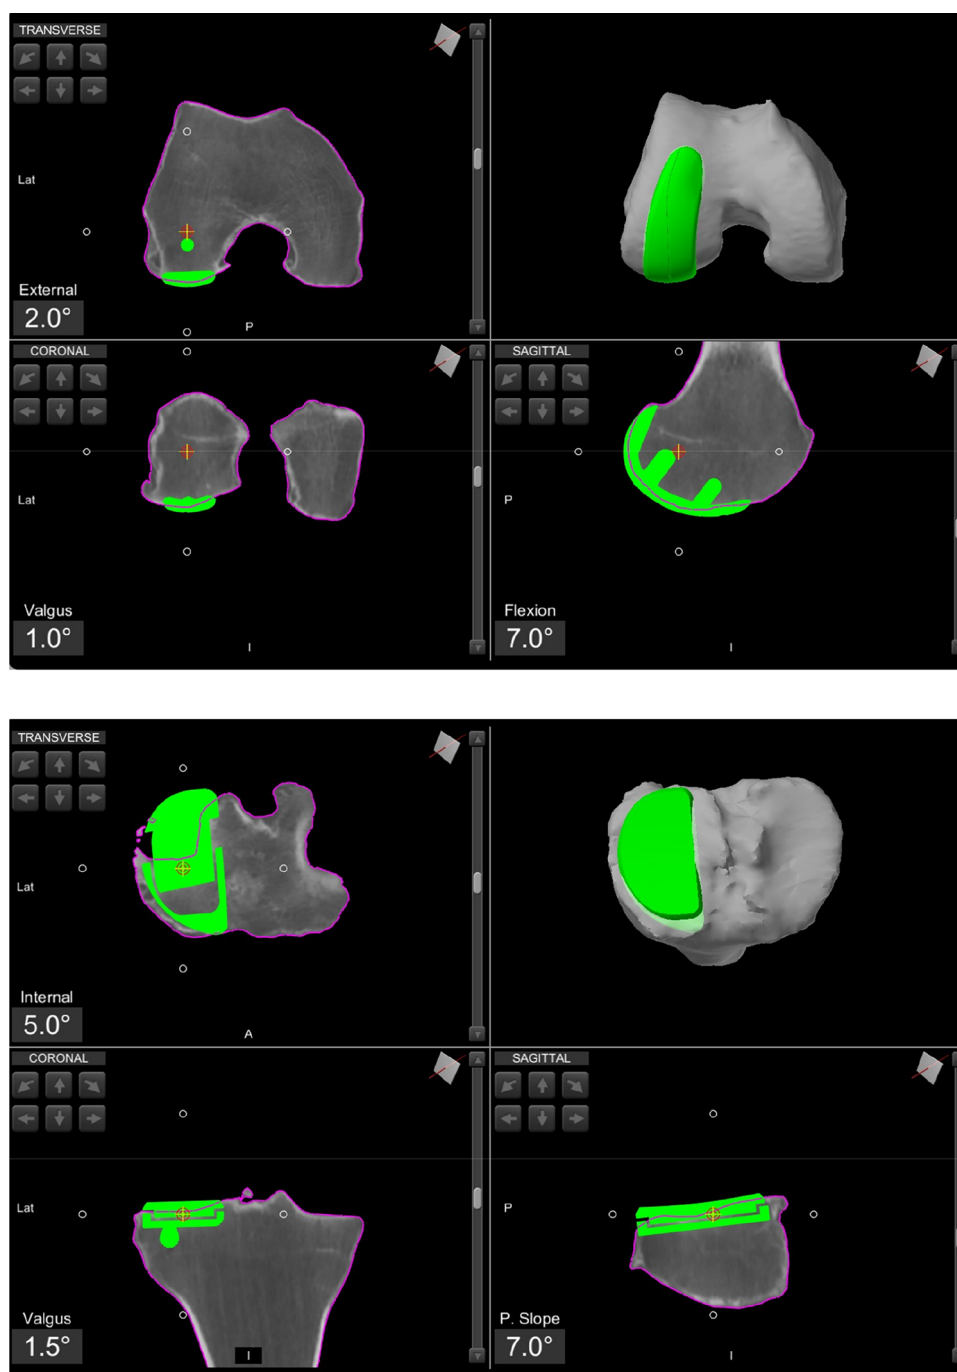 TRANSVERSE
Lat
External
2.0°
P
CORONAL
Lat
Valgus
1.0°
I
SAGITTAL
P
Flexion
7.0°
I
TRANSVERSE
Lat
Internal
5.0°
A
CORONAL
Lat
Valgus
1.5°
I
SAGITTAL
P
P. Slope
7.0°
I